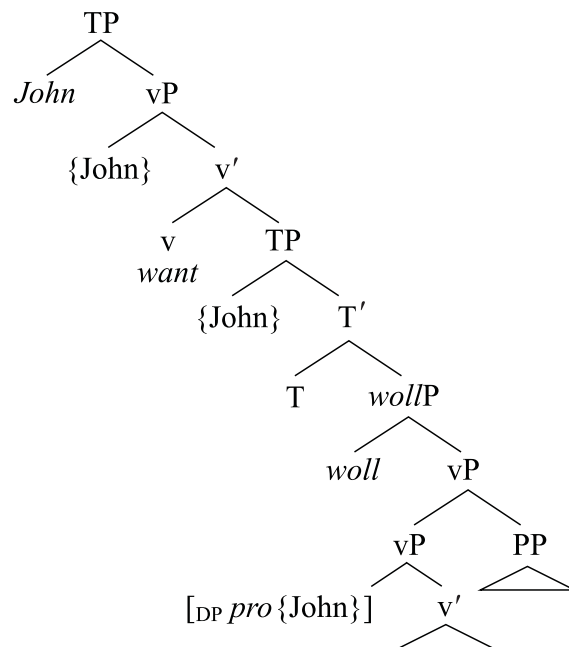 TP
John vP
{John} v′
v TP
want
{John} T′
T wollP
woll vP
vP PP
[DP pro {John}] v′